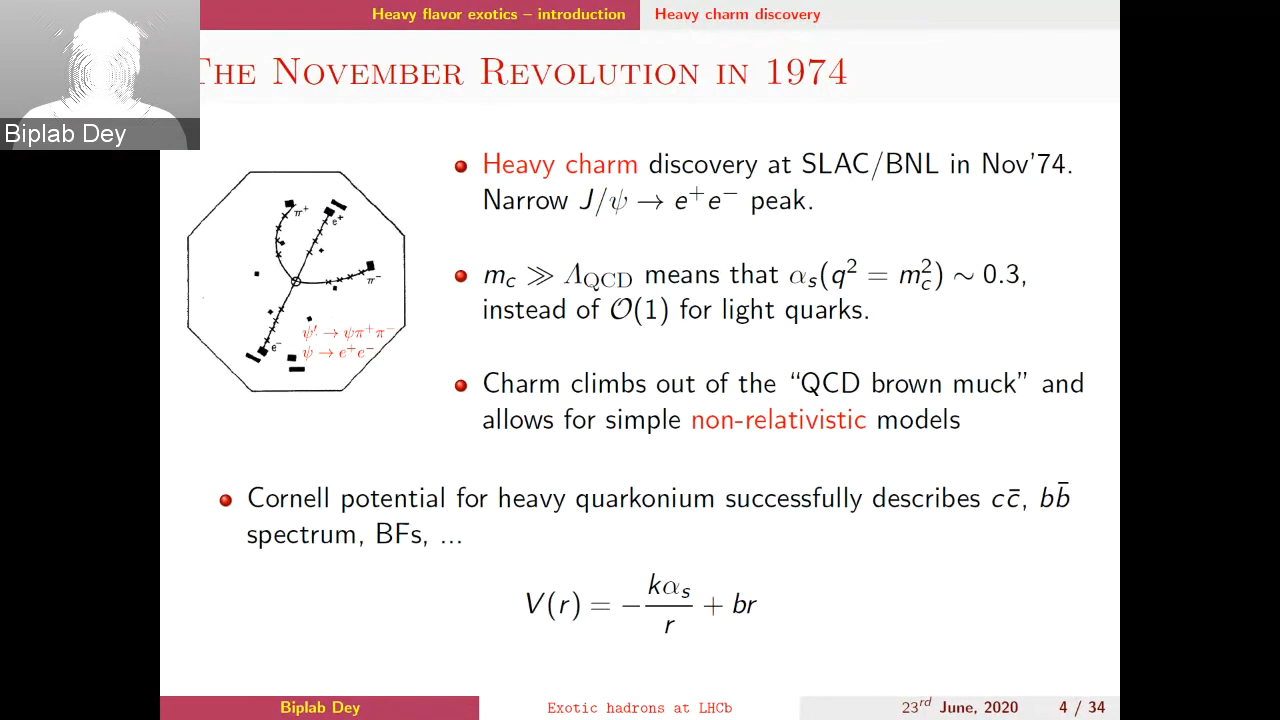 Heavy flavor exotics – introduction
Heavy charm discovery
The November Revolution in 1974
Biplab Dey
Heavy charm discovery at SLAC/BNL in Nov'74.
Narrow J/ψ → e⁺e⁻ peak.
π⁺
e⁺
π⁻
e⁻
ψ′ → ψπ⁺π⁻
ψ → e⁺e⁻
m_c ≫ Λ_QCD means that α_s(q² = m_c²) ∼ 0.3,
instead of 𝒪(1) for light quarks.
Charm climbs out of the “QCD brown muck” and
allows for simple non-relativistic models
Cornell potential for heavy quarkonium successfully describes cc̄, bb̄
spectrum, BFs, ...
V(r) = −kα_s/r + br
Biplab Dey
Exotic hadrons at LHCb
23rd June, 2020
4 / 34